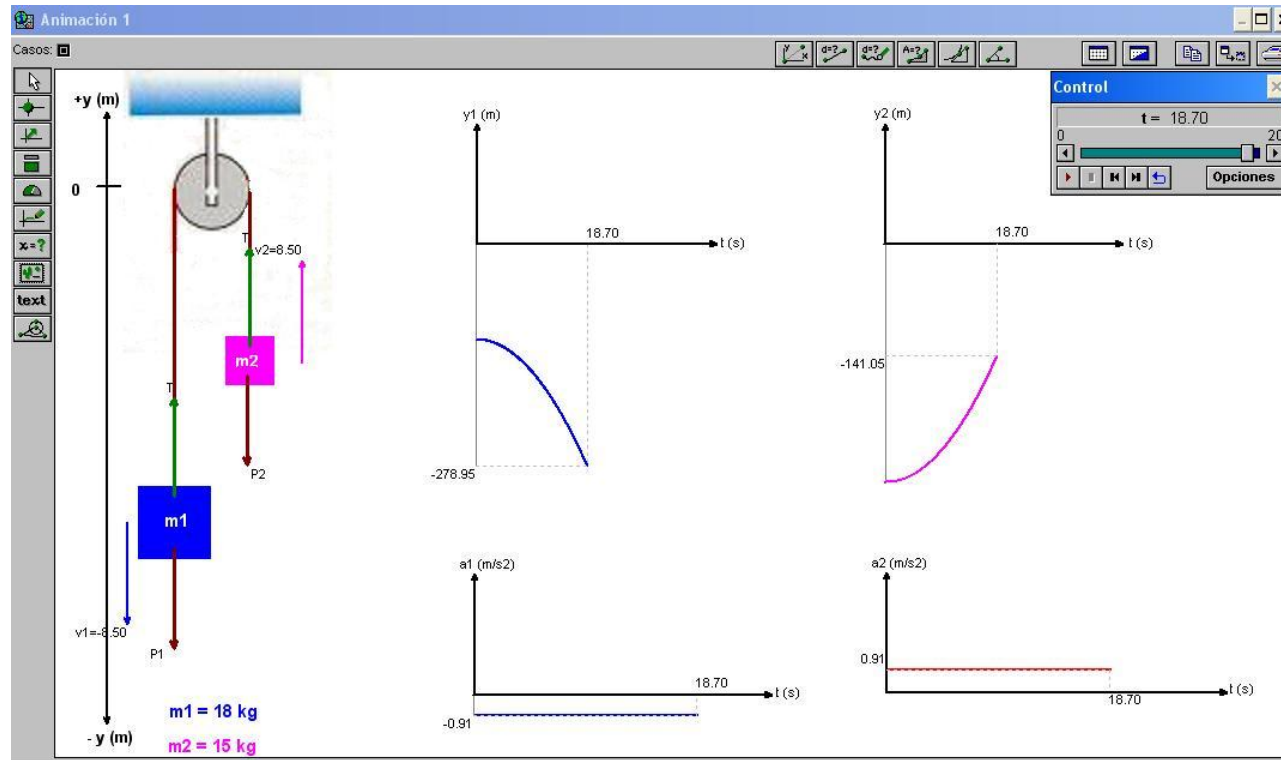 Animación 1
Casos:
y
x
d=?
d=?
A=?
x=?
text
Control
t = 18.70
0
20
Opciones
+y (m)
0
T
v2=8.50
m2
T
P2
m1
v1=-8.50
P1
- y (m)
m1 = 18 kg
m2 = 15 kg
y1 (m)
18.70
t (s)
-278.95
y2 (m)
18.70
t (s)
-141.05
a1 (m/s2)
18.70
t (s)
-0.91
a2 (m/s2)
0.91
t (s)
18.70